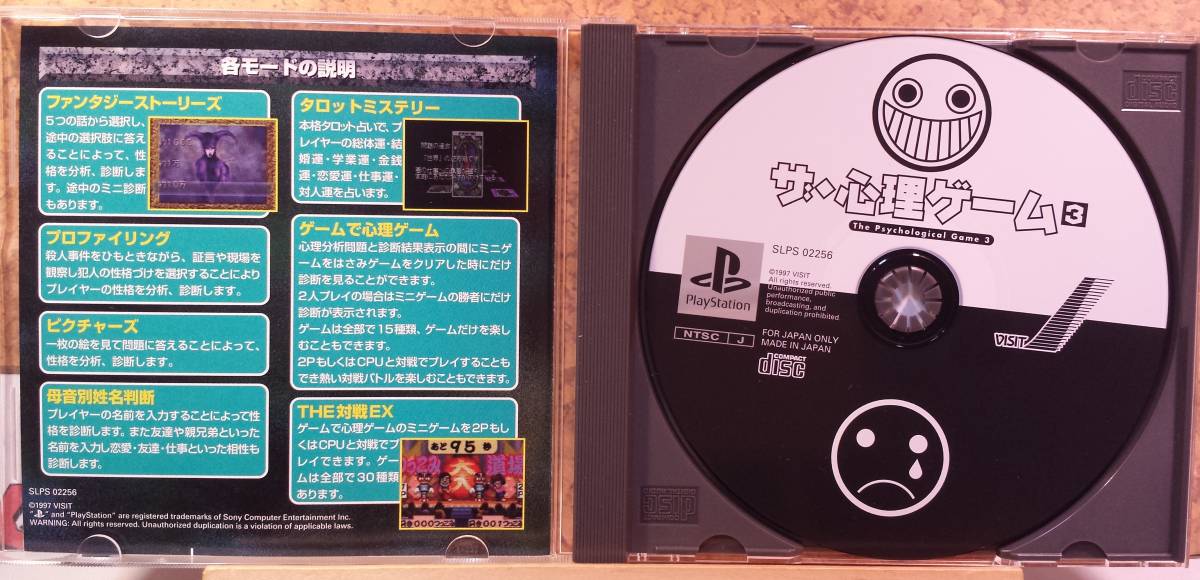 各モードの説明
ファンタジーストーリーズ
5つの話から選択し、
途中の選択肢に答え
ることによって、性
格を分析、診断しま
す。途中のミニ診断
もあります。
プロファイリング
殺人事件をひもときながら、証言や現場を
観察し犯人の性格づけを選択することにより
プレイヤーの性格を分析、診断します。
ピクチャーズ
一枚の絵を見て問題に答えることによって、
性格を分析、診断します。
母音別姓名判断
プレイヤーの名前を入力することによって性
格を診断します。また友達や親兄弟といった
名前を入力し恋愛・友達・仕事といった相性も
診断します。
タロットミステリー
本格タロット占いで、プ
レイヤーの総体運・結
婚運・学業運・金銭
運・恋愛運・仕事運・
対人運を占います。
ゲームで心理ゲーム
心理分析問題と診断結果表示の間にミニゲ
ームをはさみゲームをクリアした時にだけ
診断を見ることができます。
2人プレイの場合はミニゲームの勝者にだけ
診断が表示されます。
ゲームは全部で15種類、ゲームだけを楽し
むこともできます。
2PもしくはCPUと対戦でプレイすることも
でき熱い対戦バトルを楽しむこともできます。
THE対戦EX
ゲームで心理ゲームのミニゲームを2Pもし
くはCPUと対戦でプ
レイできます。ゲー
ムは全部で30種類
あります。
あと95秒
SLPS 02256
©1997 VISIT
"PS" and "PlayStation" are registered trademarks of Sony Computer Entertainment Inc.
WARNING: All rights reserved. Unauthorized duplication is a violation of applicable laws.
ザ・心理ゲーム3
The Psychological Game 3
SLPS 02256
PlayStation
©1997 VISIT
All rights reserved.
Unauthorized public
performance,
broadcasting, and
duplication prohibited
NTSC J
FOR JAPAN ONLY
MADE IN JAPAN
COMPACT
disc
VISIT
disc